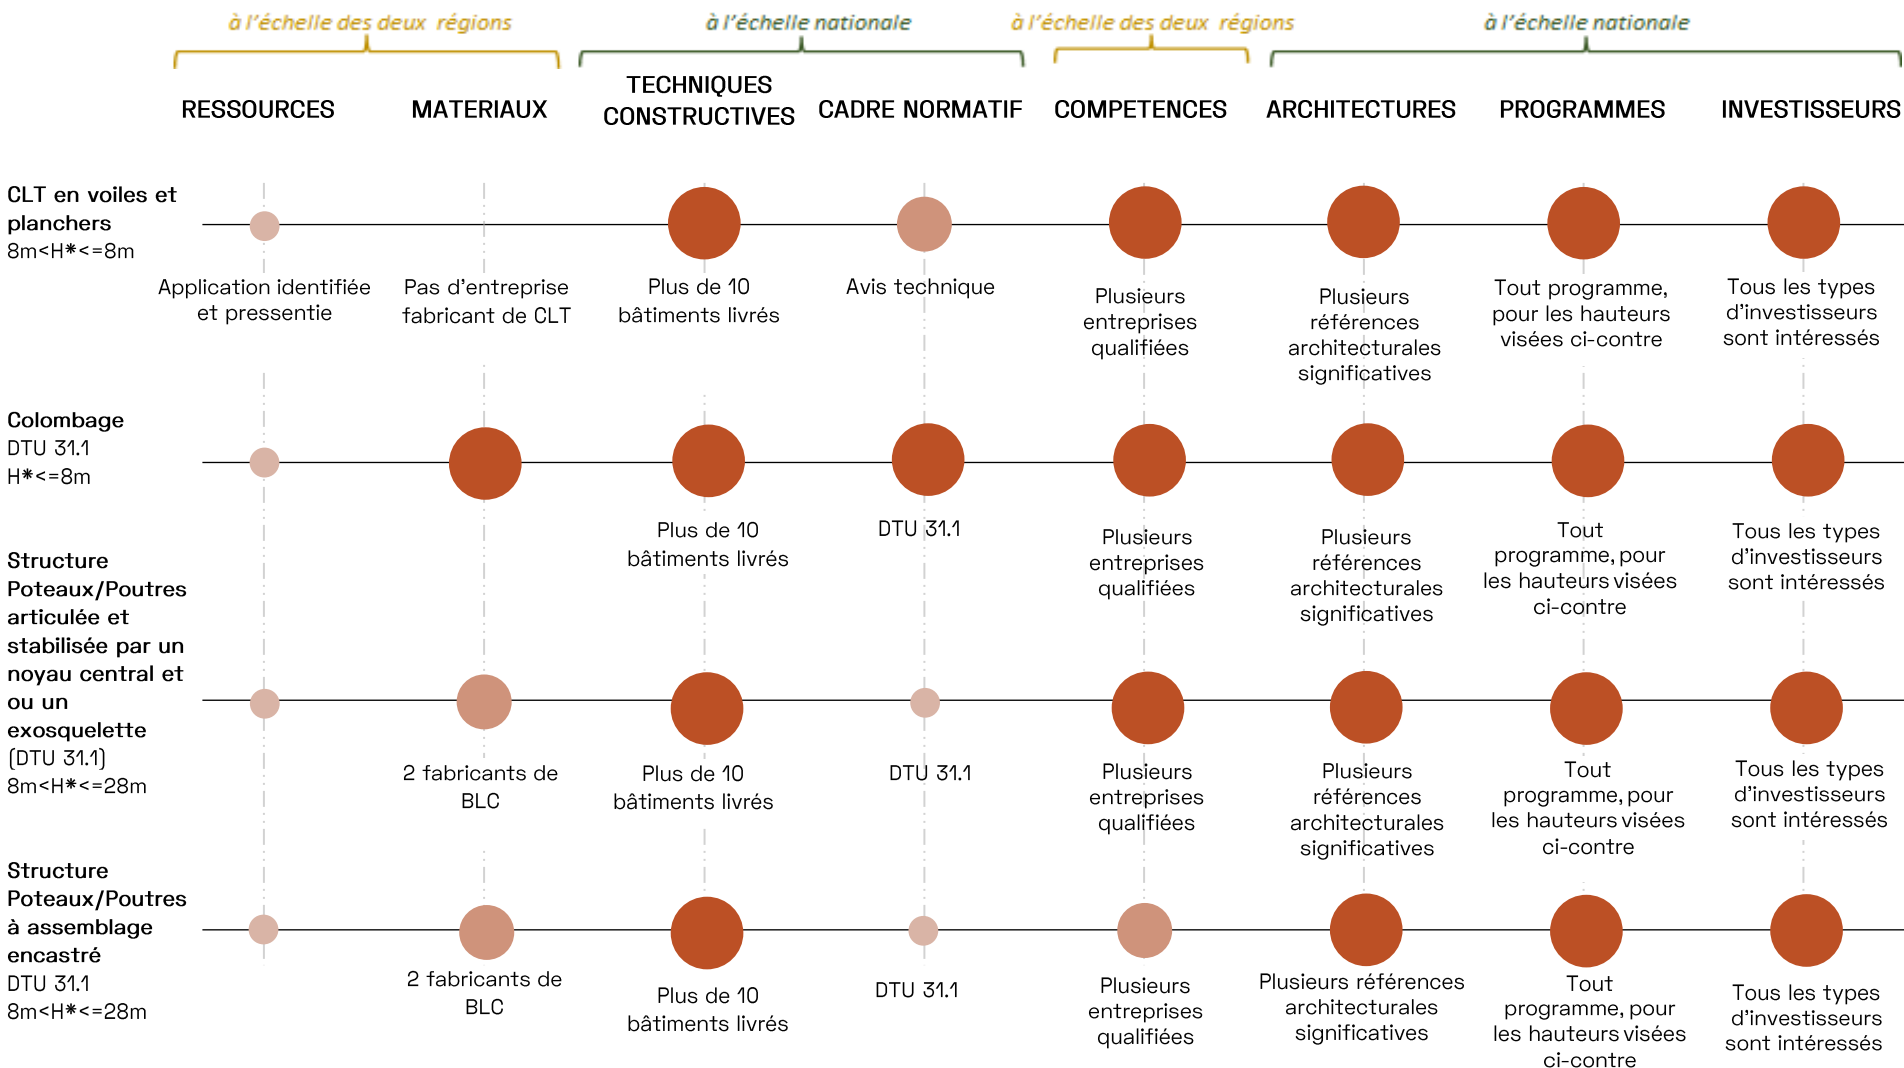 à l'échelle des deux régions
à l'échelle nationale
à l'échelle des deux régions
à l'échelle nationale
RESSOURCES
MATERIAUX
TECHNIQUES
CONSTRUCTIVES
CADRE NORMATIF
COMPETENCES
ARCHITECTURES
PROGRAMMES
INVESTISSEURS
CLT en voiles et
planchers
8m<H*<=8m
Application identifiée
et pressentie
Pas d'entreprise
fabricant de CLT
Plus de 10
bâtiments livrés
Avis technique
Plusieurs
entreprises
qualifiées
Plusieurs
références
architecturales
significatives
Tout programme,
pour les hauteurs
visées ci-contre
Tous les types
d'investisseurs
sont intéressés
Colombage
DTU 31.1
H*<=8m
Plus de 10
bâtiments livrés
DTU 31.1
Plusieurs
entreprises
qualifiées
Plusieurs
références
architecturales
significatives
Tout
programme, pour
les hauteurs visées
ci-contre
Tous les types
d'investisseurs
sont intéressés
Structure
Poteaux/Poutres
articulée et
stabilisée par un
noyau central et
ou un
exosquelette
(DTU 31.1)
8m<H*<=28m
2 fabricants de
BLC
Plus de 10
bâtiments livrés
DTU 31.1
Plusieurs
entreprises
qualifiées
Plusieurs
références
architecturales
significatives
Tout
programme, pour
les hauteurs visées
ci-contre
Tous les types
d'investisseurs
sont intéressés
Structure
Poteaux/Poutres
à assemblage
encastré
DTU 31.1
8m<H*<=28m
2 fabricants de
BLC
Plus de 10
bâtiments livrés
DTU 31.1
Plusieurs
entreprises
qualifiées
Plusieurs références
architecturales
significatives
Tout
programme, pour
les hauteurs visées
ci-contre
Tous les types
d'investisseurs
sont intéressés